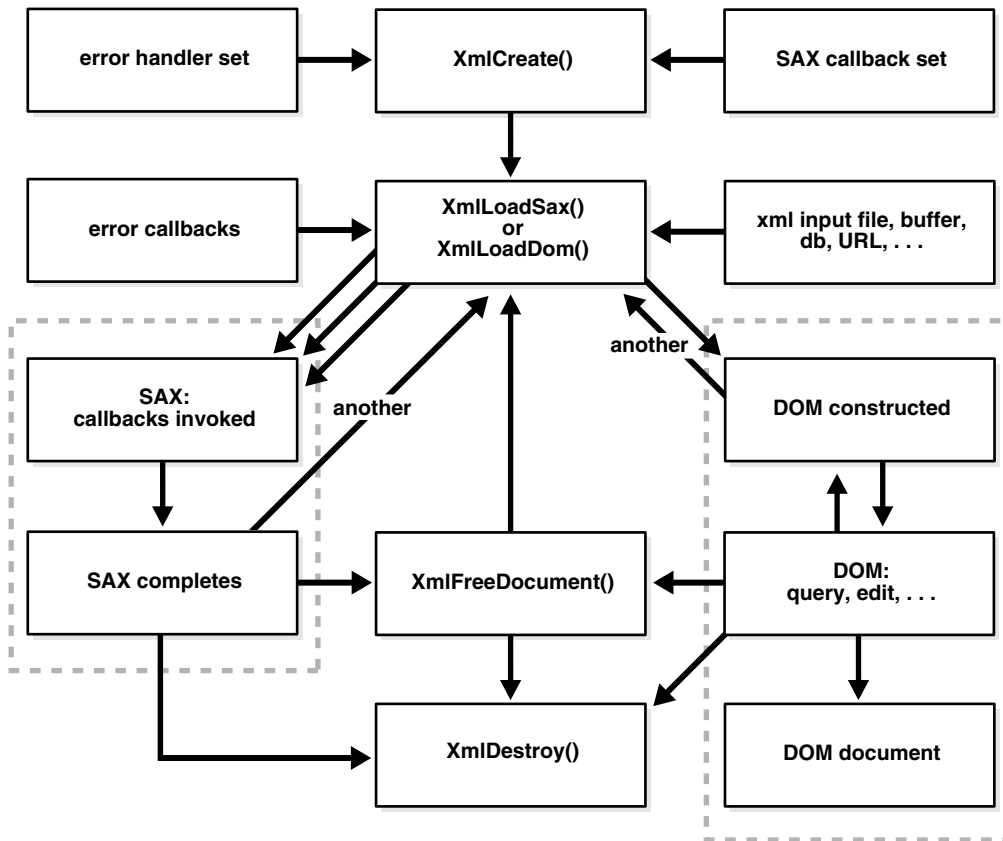 error handler set
XmlCreate()
SAX callback set
error callbacks
XmlLoadSax()
or
XmlLoadDom()
xml input file, buffer,
db, URL, . . .
another
SAX:
callbacks invoked
another
DOM constructed
SAX completes
XmlFreeDocument()
DOM:
query, edit, . . .
XmlDestroy()
DOM document